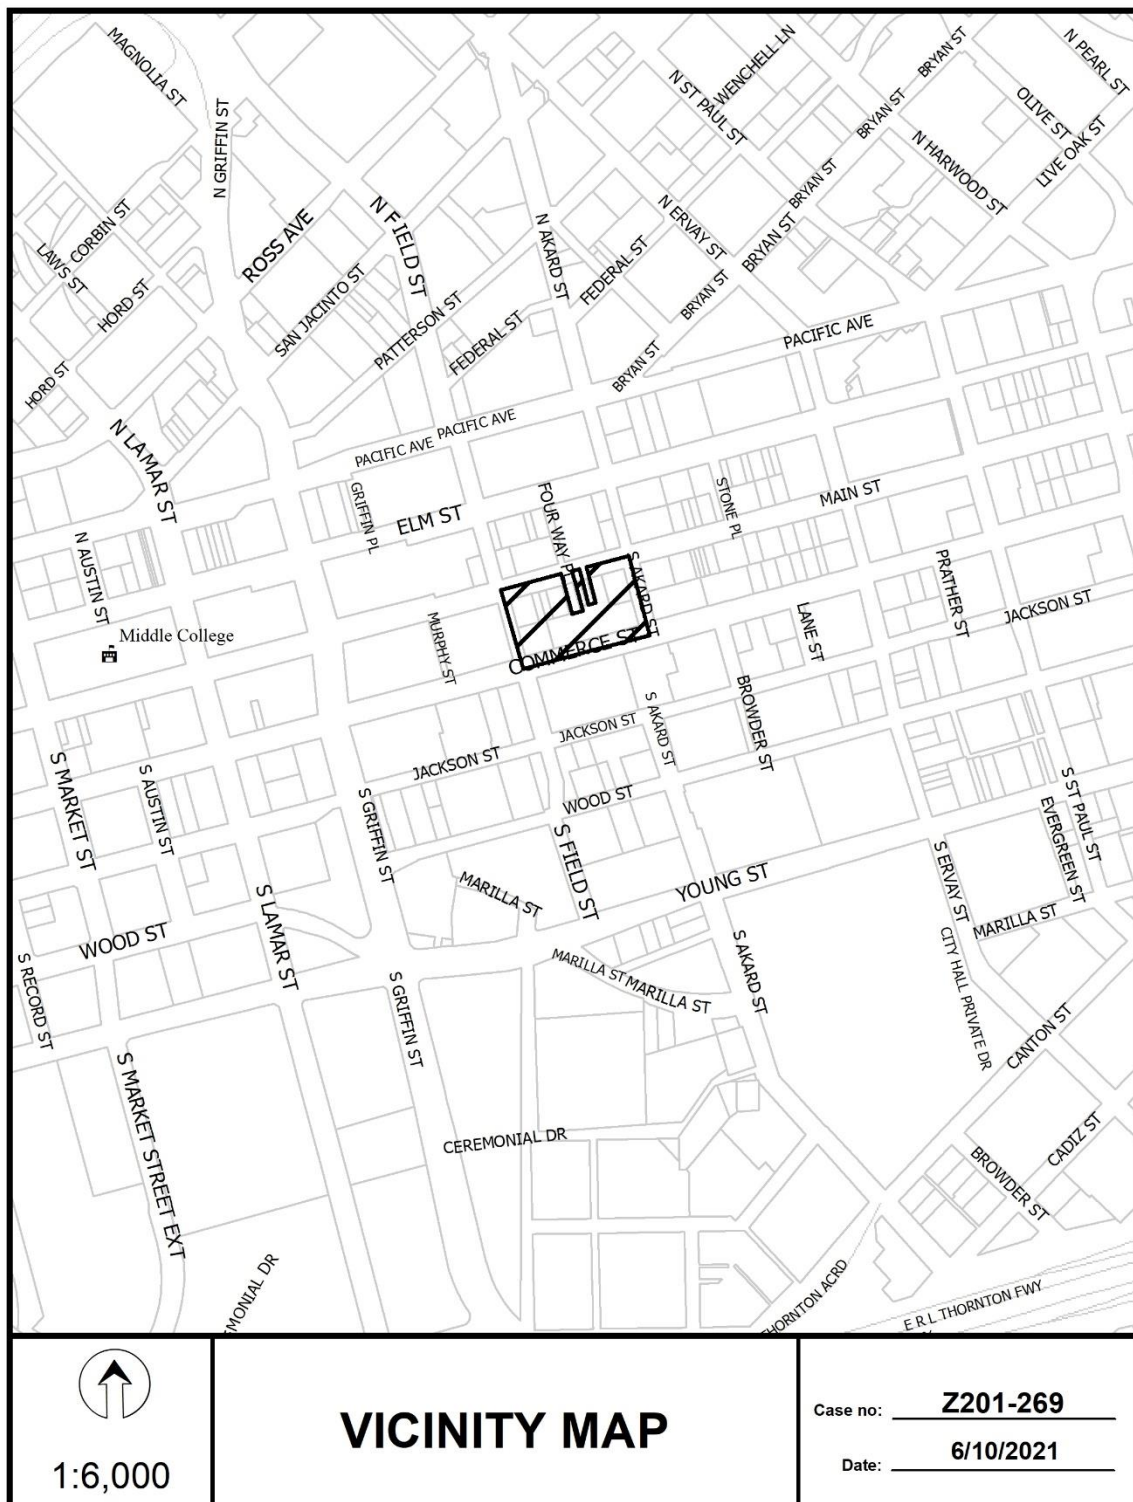 MAGNOLIA ST
N GRIFFIN ST
WENCHELL LN
N ST PAUL ST
BRYAN ST
N PEARL ST
OLIVE ST
BRYAN ST
LIVE OAK ST
N HARWOOD ST
BRYAN ST
CORBIN ST
LAWS ST
HORD ST
HORD ST
ROSS AVE
N FIELD ST
SAN JACINTO ST
PATTERSON ST
FEDERAL ST
N AKARD ST
FEDERAL ST
N ERVAY ST
BRYAN ST
BRYAN ST
BRYAN ST
PACIFIC AVE
PACIFIC AVE
PACIFIC AVE
N LAMAR ST
GRIFFIN PL
ELM ST
FOUR WAY P
STONE PL
MAIN ST
N AUSTIN ST
Middle College
MURPHY ST
S AKARD ST
COMMERCE ST
LANE ST
PRATHER ST
JACKSON ST
BROWDER ST
S AKARD ST
JACKSON ST
JACKSON ST
S MARKET ST
S AUSTIN ST
S GRIFFIN ST
WOOD ST
S FIELD ST
S ST PAUL ST
EVERGREEN ST
MARILLA ST
YOUNG ST
S ERVAY ST
MARILLA ST
WOOD ST
S LAMAR ST
S RECORD ST
S GRIFFIN ST
MARILLA ST
MARILLA ST
S AKARD ST
CITY HALL PRIVATE DR
CANTON ST
S MARKET STREET EXT
CEREMONIAL DR
CADIZ ST
BROWDER ST
EMONIAL DR
THORNTON ACRD
E R L THORNTON FWY
1:6,000
VICINITY MAP
Case no: Z201-269
Date: 6/10/2021